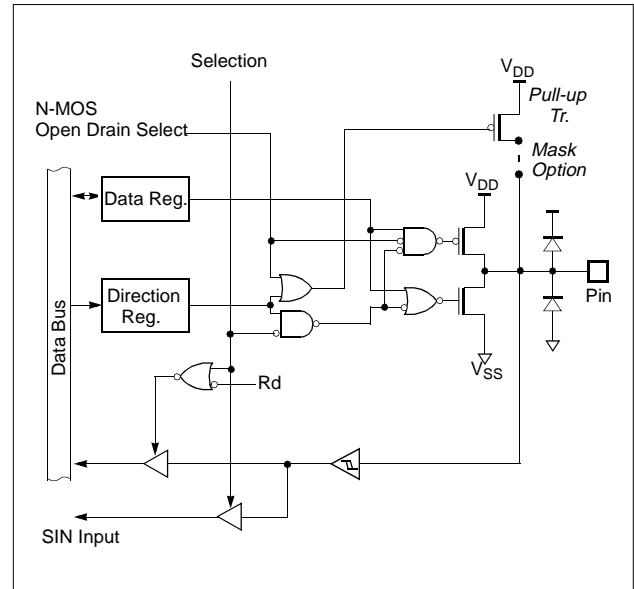 Selection
N-MOS
Open Drain Select
VDD
Pull-up
Tr.
Mask
Option
Data Reg.
VDD
Direction
Reg.
Data Bus
Pin
VSS
Rd
SIN Input